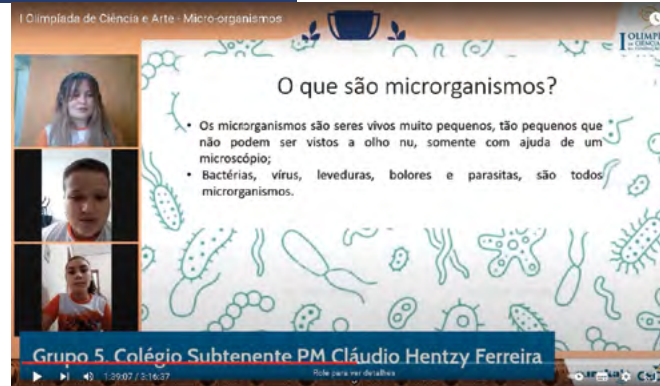 I Olimpíada de Ciência e Arte - Micro-organismos
I OLIMPÍ
O que são microrganismos?
• Os microrganismos são seres vivos muito pequenos, tão pequenos que
não podem ser vistos a olho nu, somente com ajuda de um
microscópio;
• Bactérias, vírus, leveduras, bolores e parasitas, são todos
microrganismos.
Grupo 5. Colégio Subtenente PM Cláudio Hentzy Ferreira
1:39:07 / 3:16:37
Role para ver detalhes